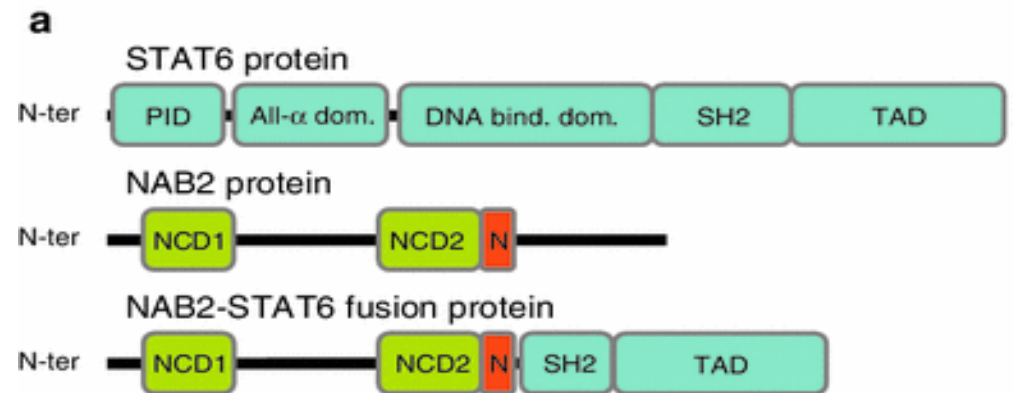 a
STAT6 protein
N-ter PID All-α dom. DNA bind. dom. SH2 TAD
NAB2 protein
N-ter NCD1 NCD2 N
NAB2-STAT6 fusion protein
N-ter NCD1 NCD2 N SH2 TAD